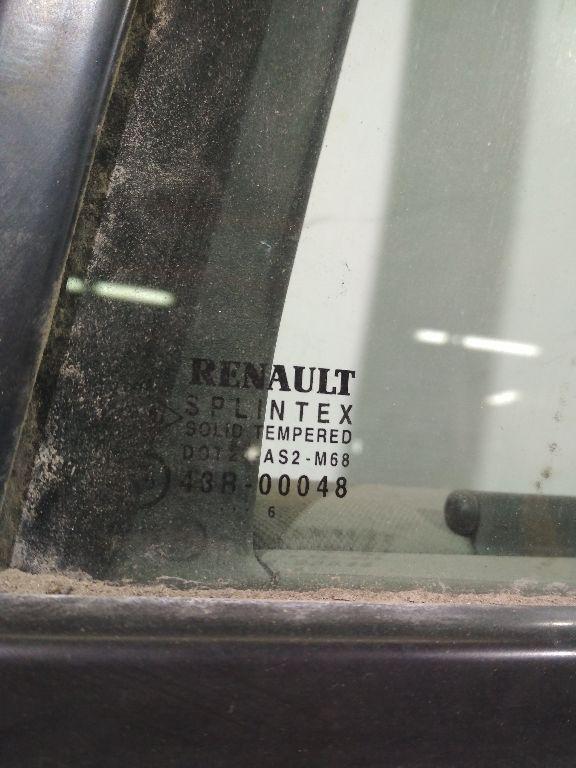 RENAULT
SPLINTEX
SOLID TEMPERED
AS2-M68
43R-00048
6